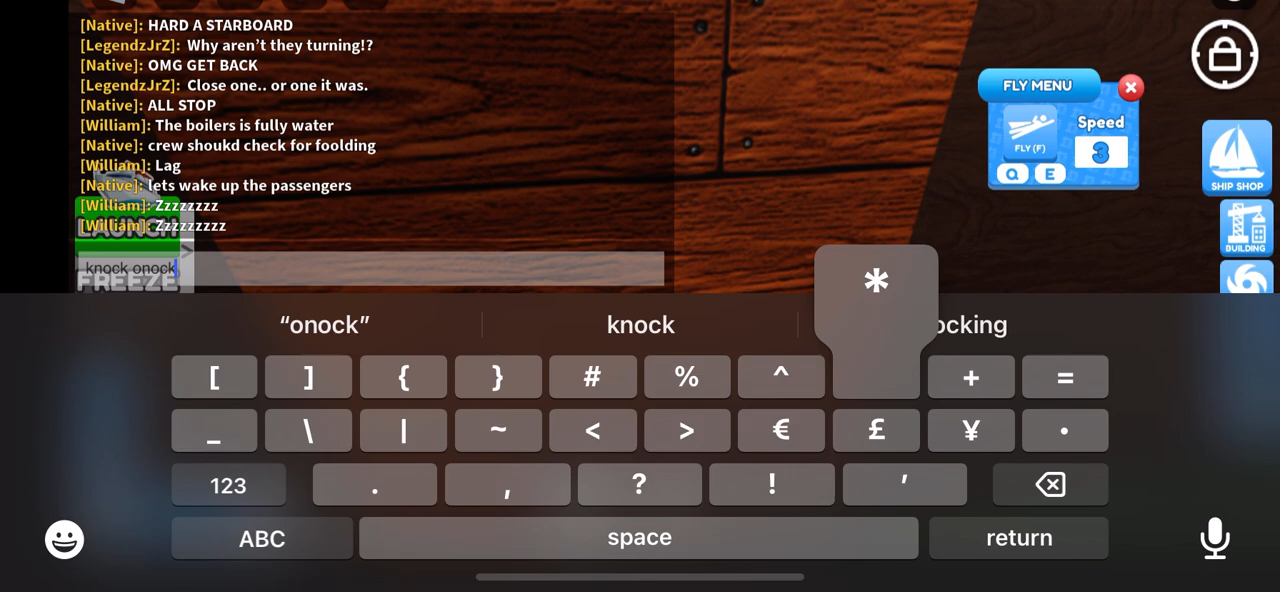 [Native]: HARD A STARBOARD
[LegendzJrZ]: Why aren’t they turning!?
[Native]: OMG GET BACK
[LegendzJrZ]: Close one.. or one it was.
[Native]: ALL STOP
[William]: The boilers is fully water
[Native]: crew shoukd check for foolding
[William]: Lag
[Native]: lets wake up the passengers
[William]: Zzzzzzzz
[William]: Zzzzzzzzz
LAUNCH
>
knock onock
FREEZE
FLY MENU
FLY (F)
Speed
3
Q E
SHIP SHOP
BUILDING
“onock” knock ocking
*
[ ] { } # % ^ + =
_ \ | ~ < > € £ ¥ •
123 . , ? ! ′
ABC space return